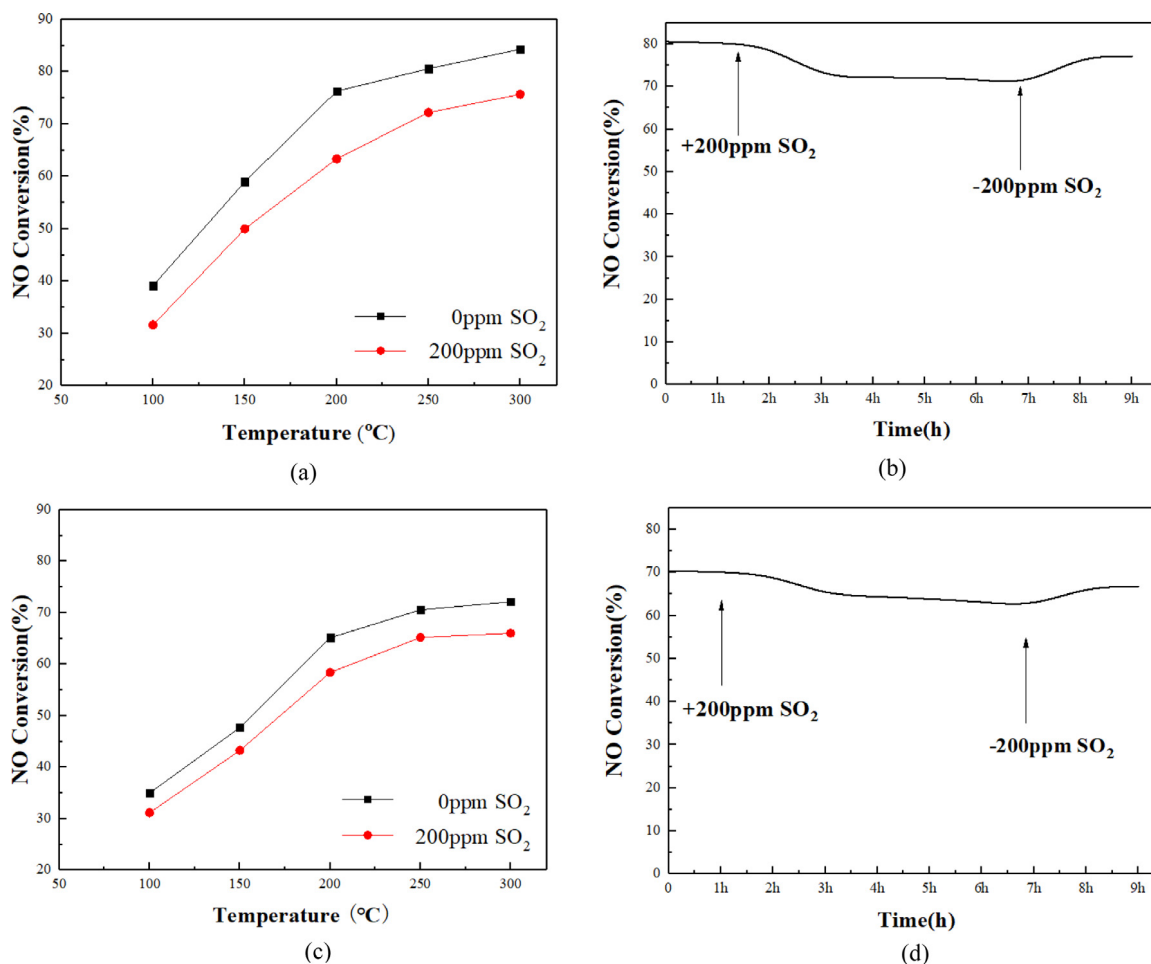 90
80
70
60
50
40
30
20
NO Conversion(%)
0ppm SO₂
200ppm SO₂
50
100
150
200
250
300
Temperature (°C)
(a)
80
70
60
50
40
30
20
10
0
NO Conversion(%)
+200ppm SO₂
-200ppm SO₂
0
1h
2h
3h
4h
5h
6h
7h
8h
9h
Time(h)
(b)
90
80
70
60
50
40
30
20
NO Conversion(%)
0ppm SO₂
200ppm SO₂
50
100
150
200
250
300
Temperature (°C)
(c)
80
70
60
50
40
30
20
10
0
NO Conversion(%)
+200ppm SO₂
-200ppm SO₂
0
1h
2h
3h
4h
5h
6h
7h
8h
9h
Time(h)
(d)